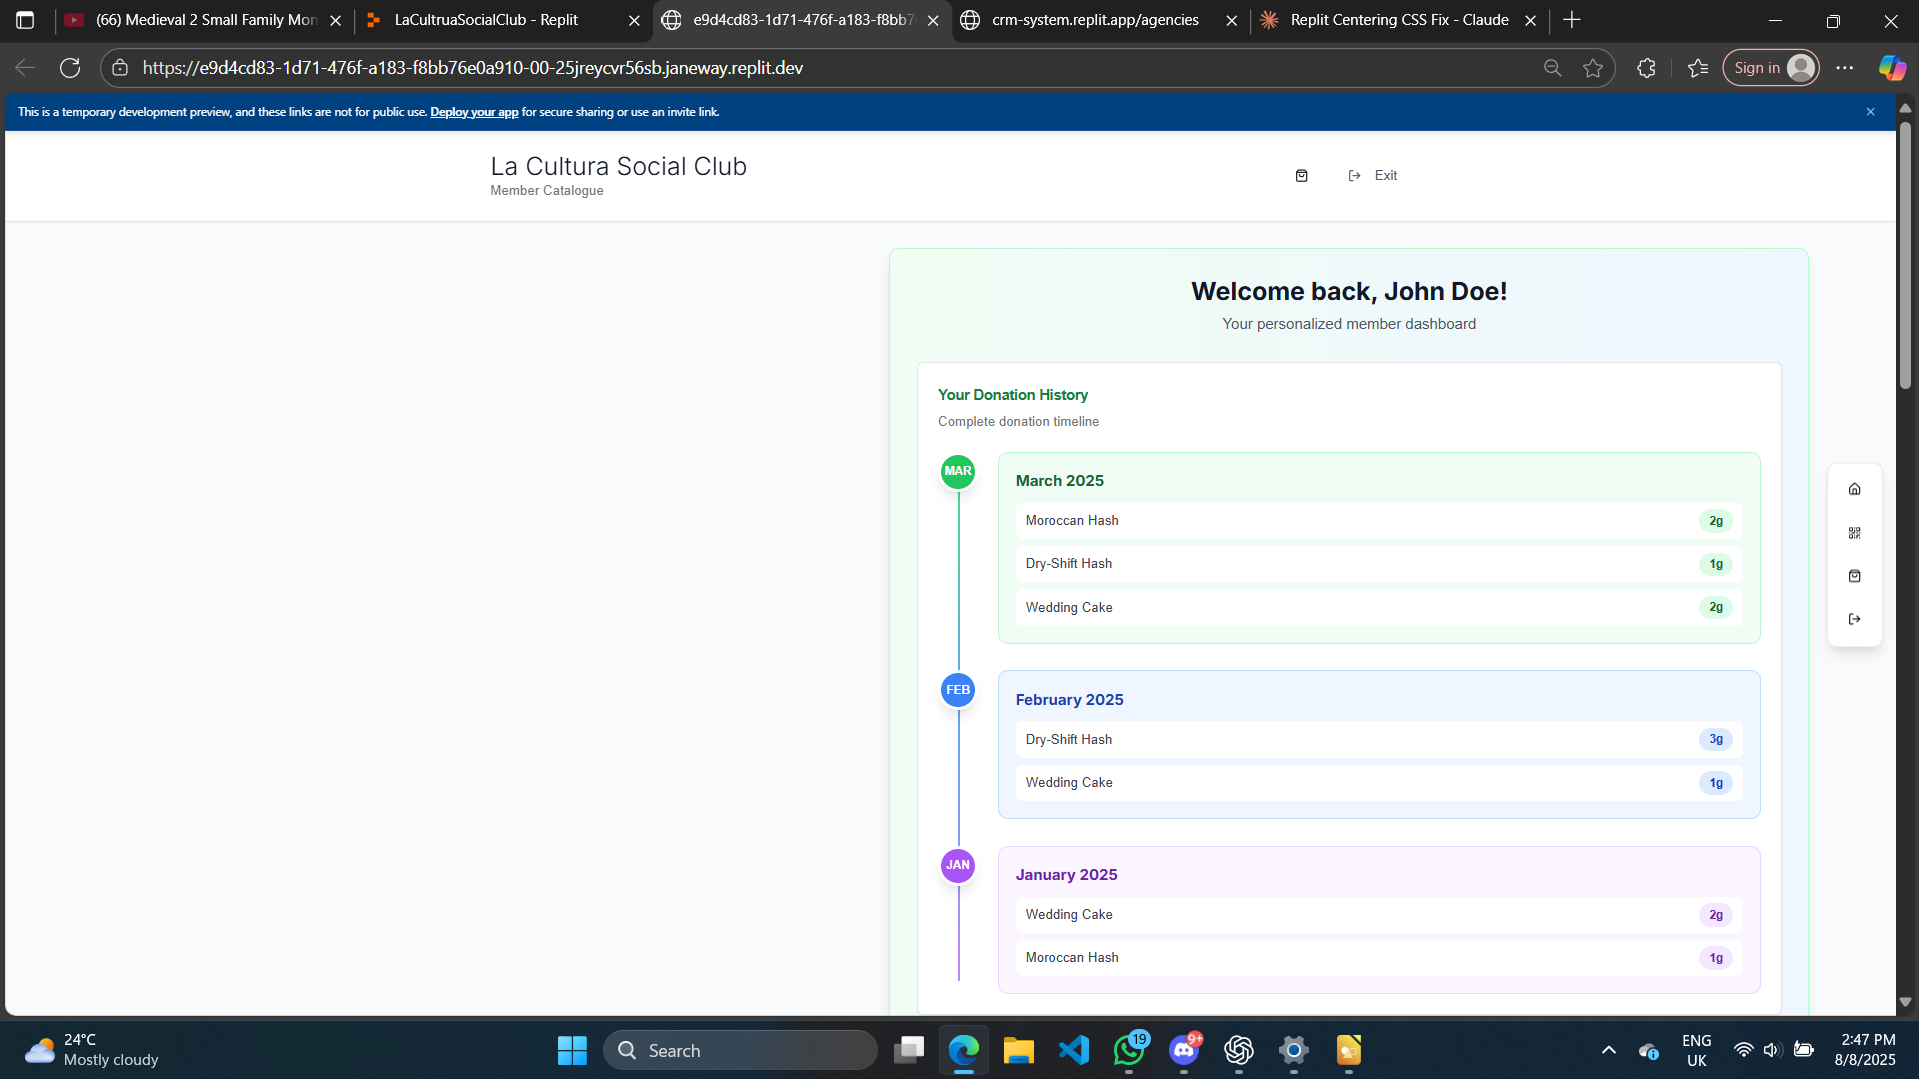 (66) Medieval 2 Small Family Mon
LaCultruaSocialClub - Replit
e9d4cd83-1d71-476f-a183-f8bb7
crm-system.replit.app/agencies
Replit Centering CSS Fix - Claude
https://e9d4cd83-1d71-476f-a183-f8bb76e0a910-00-25jreycvr56sb.janeway.replit.dev
Sign in
This is a temporary development preview, and these links are not for public use. Deploy your app for secure sharing or use an invite link.
La Cultura Social Club
Member Catalogue
Exit
Welcome back, John Doe!
Your personalized member dashboard
Your Donation History
Complete donation timeline
MAR
March 2025
Moroccan Hash 2g
Dry-Shift Hash 1g
Wedding Cake 2g
FEB
February 2025
Dry-Shift Hash 3g
Wedding Cake 1g
JAN
January 2025
Wedding Cake 2g
Moroccan Hash 1g
24°C
Mostly cloudy
Search
19
9+
ENG
UK
2:47 PM
8/8/2025